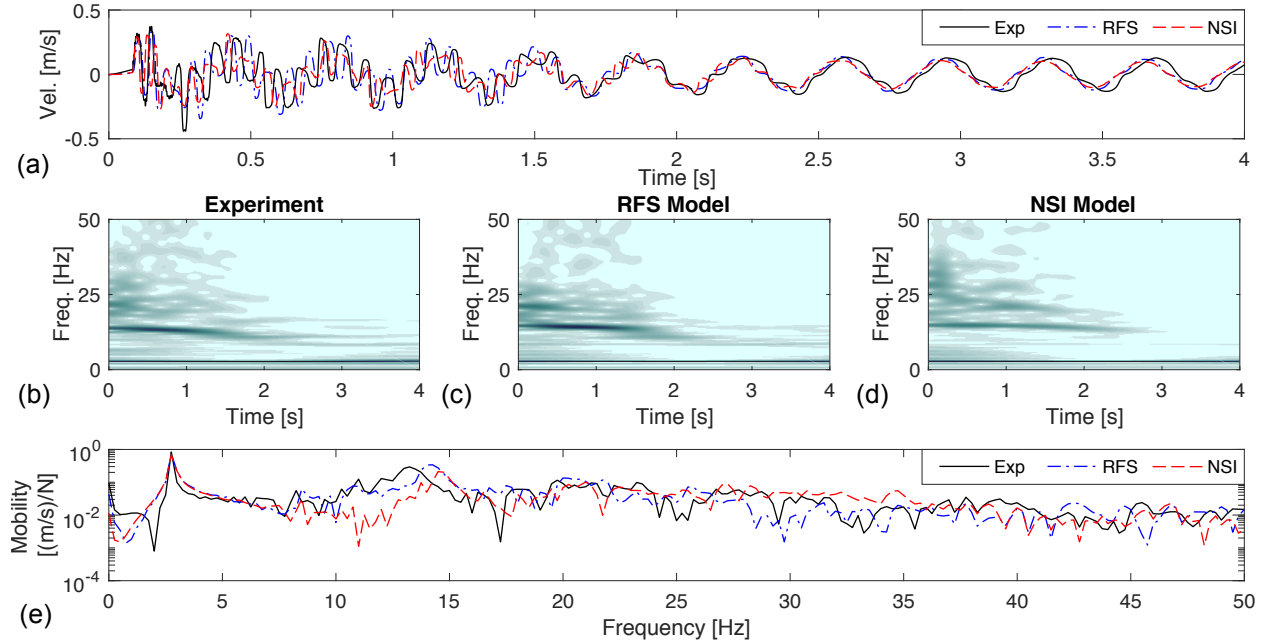 0.5
0
-0.5
Vel. [m/s]
Exp RFS NSI
0 0.5 1 1.5 2 2.5 3 3.5 4
Time [s]
(a)
Experiment
50
25
0
Freq. [Hz]
0 1 2 3 4
Time [s]
(b)
RFS Model
50
25
0
Freq. [Hz]
0 1 2 3 4
Time [s]
(c)
NSI Model
50
25
0
Freq. [Hz]
0 1 2 3 4
Time [s]
(d)
10^0
10^-2
10^-4
Mobility
[(m/s)/N]
Exp RFS NSI
0 5 10 15 20 25 30 35 40 45 50
Frequency [Hz]
(e)